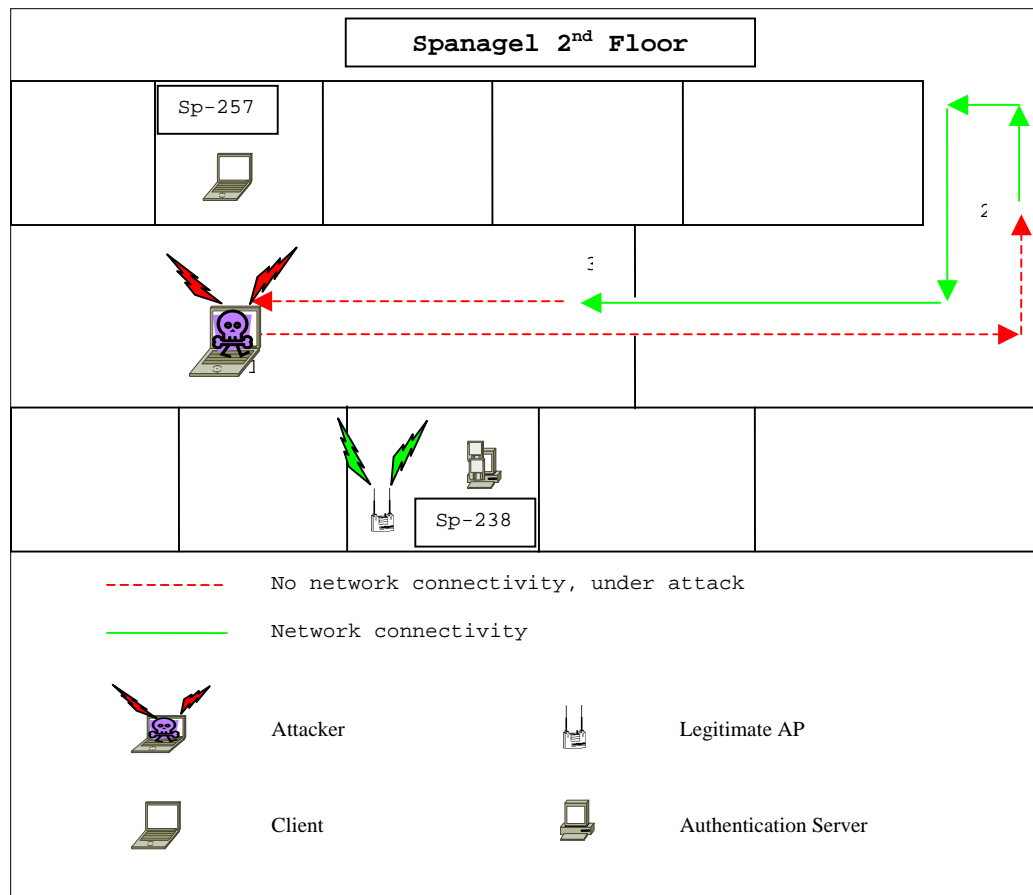 Spanagel 2nd Floor
Sp-257
2
3
1
Sp-238
No network connectivity, under attack
Network connectivity
Attacker
Legitimate AP
Client
Authentication Server